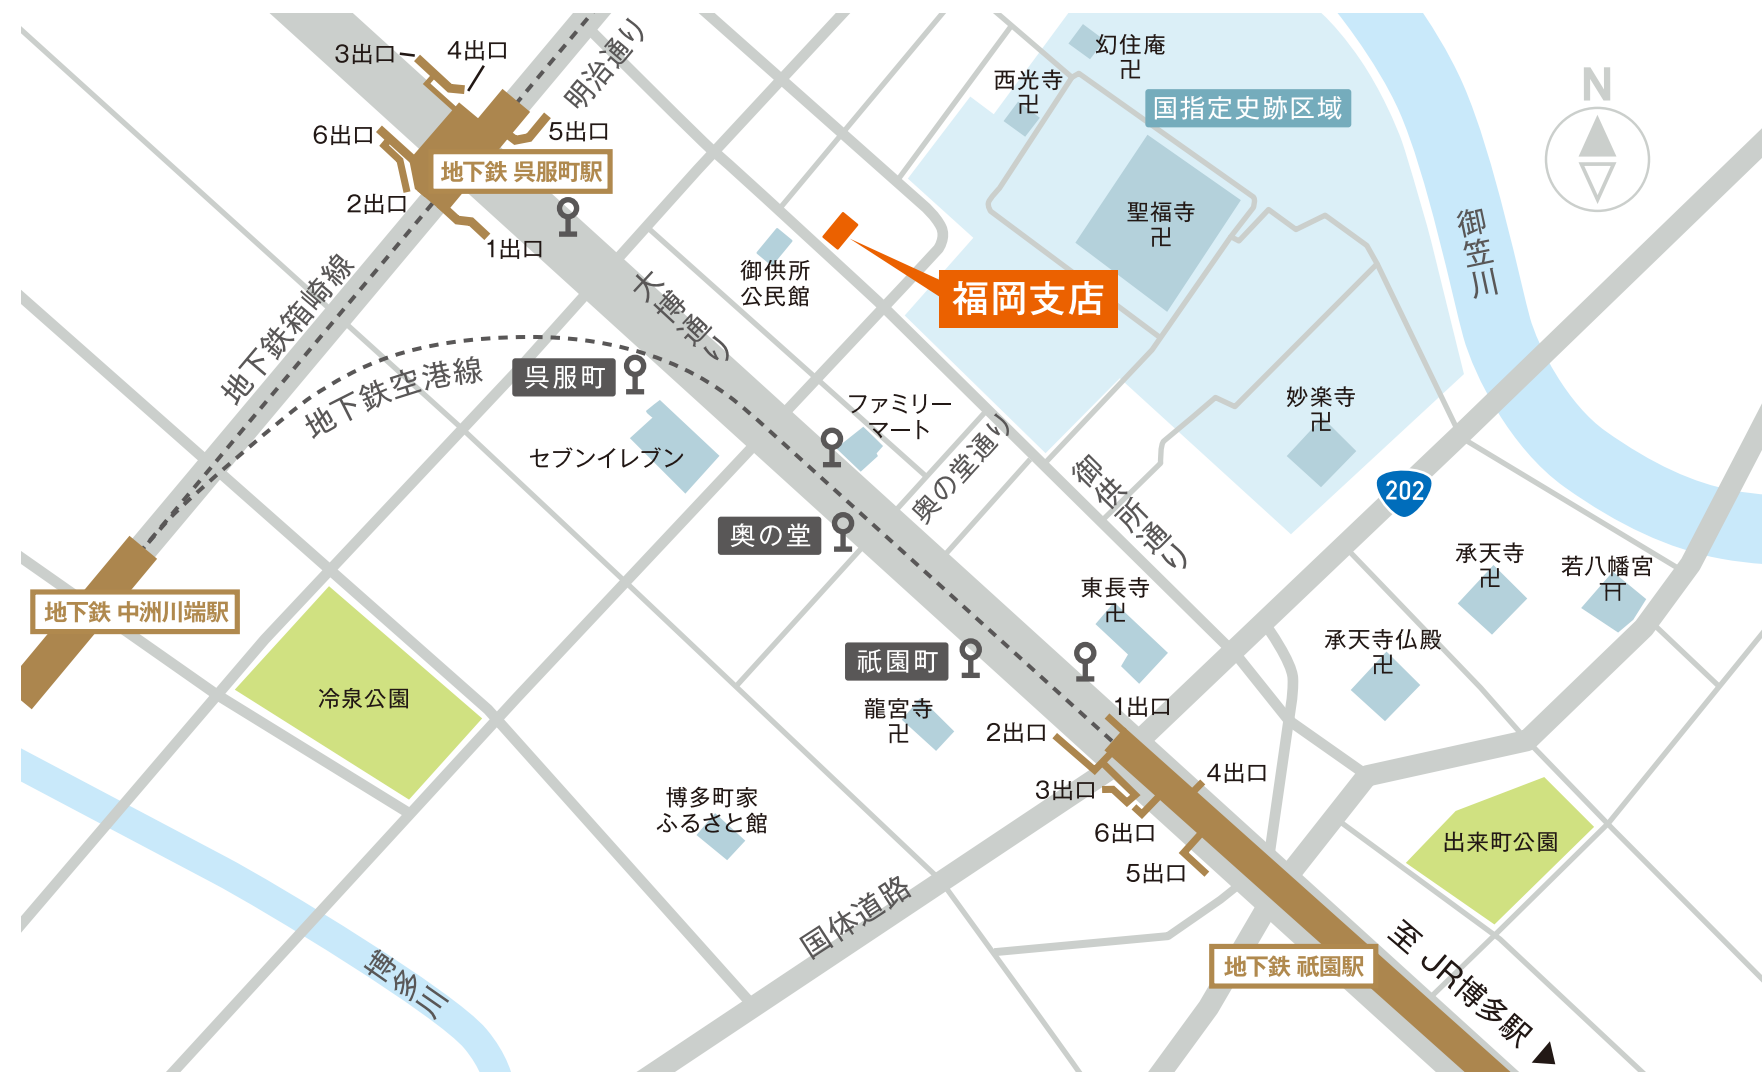 3出口
4出口
明治通り
6出口
5出口
地下鉄 呉服町駅
2出口
1出口
幻住庵
卍
西光寺
卍
国指定史跡区域
N
聖福寺
卍
御笠川
御供所
公民館
福岡支店
大博通り
地下鉄箱崎線
地下鉄空港線
呉服町
ファミリー
マート
セブンイレブン
奥の堂通り
妙楽寺
卍
202
御供所通り
奥の堂
承天寺
卍
若八幡宮
東長寺
卍
地下鉄 中洲川端駅
承天寺仏殿
卍
祇園町
冷泉公園
龍宮寺
卍
1出口
2出口
4出口
3出口
博多町家
ふるさと館
6出口
出来町公園
5出口
国体道路
至 JR博多駅
地下鉄 祇園駅
博多川